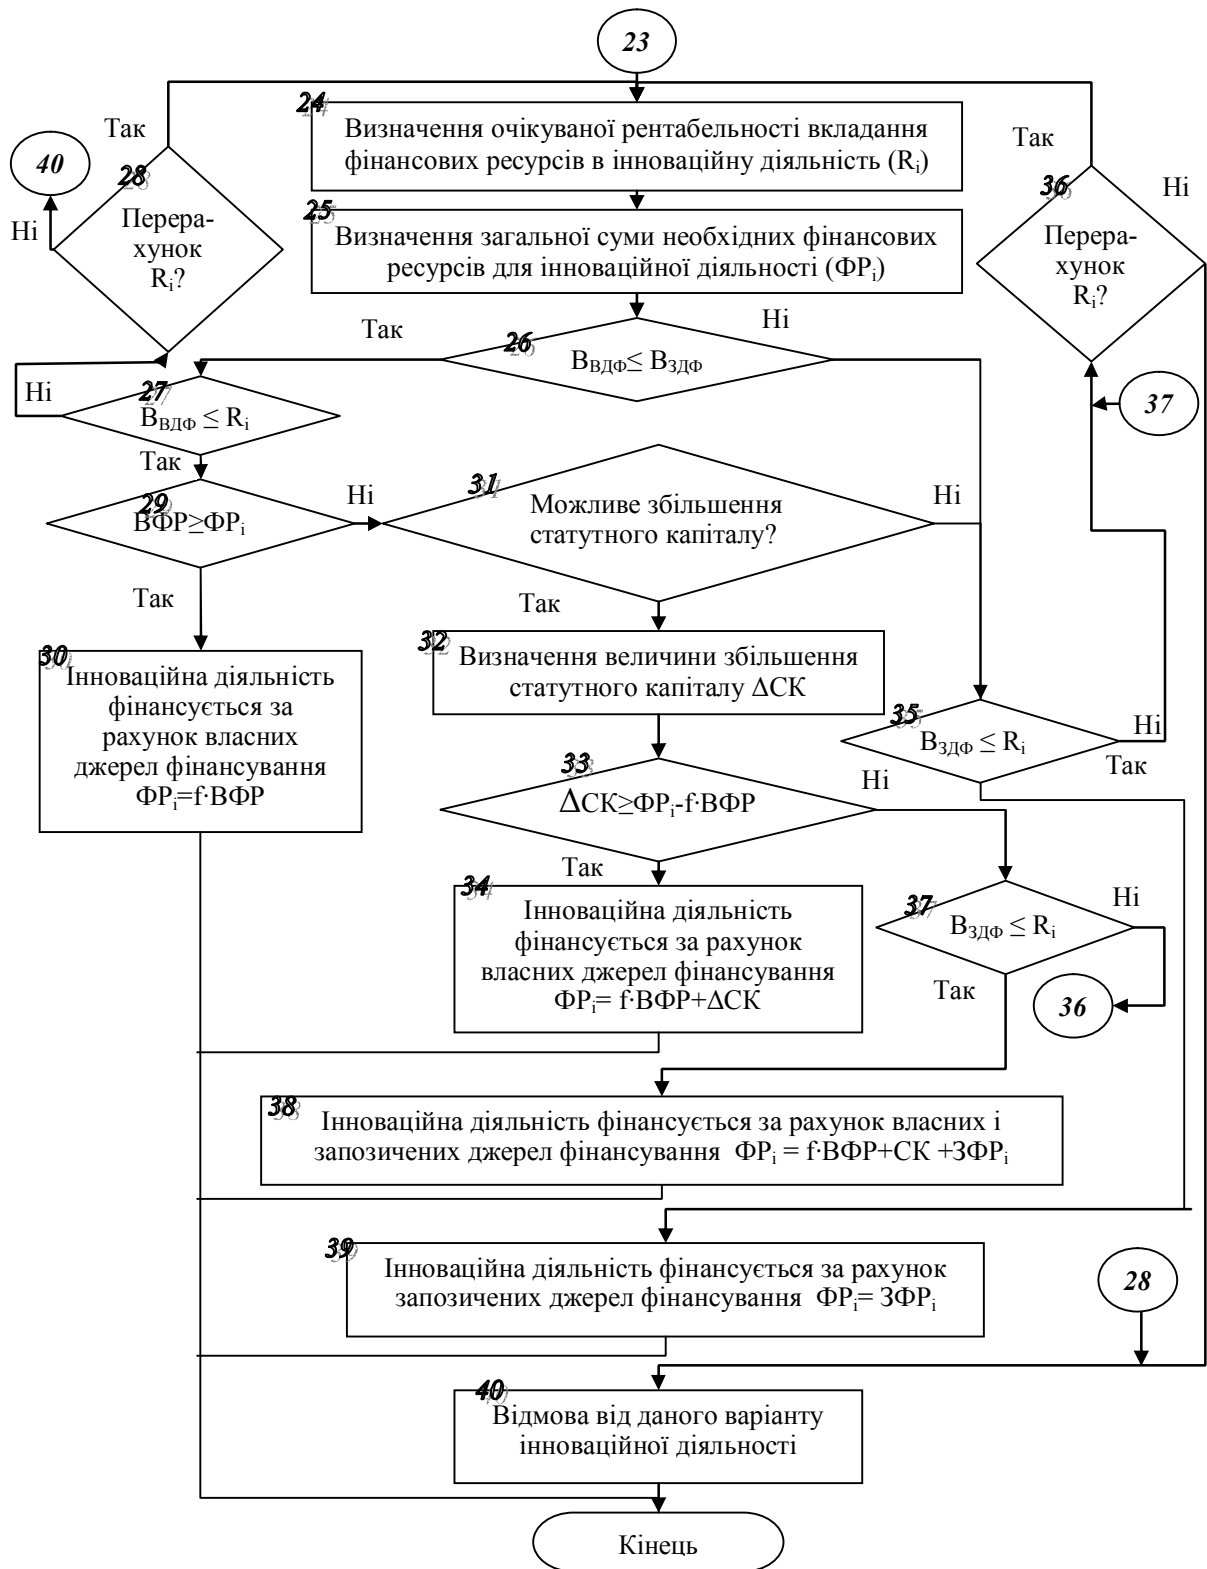 23
24
Визначення очікуваної рентабельності вкладання
фінансових ресурсів в інноваційну діяльність (Ri)
Так
40
28
Перера-
хунок
Ri?
Ні
25
Визначення загальної суми необхідних фінансових
ресурсів для інноваційної діяльності (ФРi)
Так
36
Ні
Перера-
хунок
Ri?
Так
26
Ні
ВВДФ≤ ВЗДФ
Ні
27
ВВДФ ≤ Ri
37
Так
29
ВФР≥ФРi
Ні
31
Можливе збільшення
статутного капіталу?
Ні
Так
Так
30
Інноваційна діяльність
фінансується за
рахунок власних
джерел фінансування
ФРi=f·ВФР
32
Визначення величини збільшення
статутного капіталу ΔСК
35
ВЗДФ ≤ Ri
Ні
Так
33
ΔСК≥ФРi-f·ВФР
Ні
Так
34
Інноваційна діяльність
фінансується за рахунок
власних джерел фінансування
ФРi= f·ВФР+ΔСК
37
ВЗДФ ≤ Ri
Ні
Так
36
38
Інноваційна діяльність фінансується за рахунок власних і
запозичених джерел фінансування ФРi = f·ВФР+СК +ЗФРi
39
Інноваційна діяльність фінансується за рахунок
запозичених джерел фінансування ФРi= ЗФРi
28
40
Відмова від даного варіанту
інноваційної діяльності
Кінець